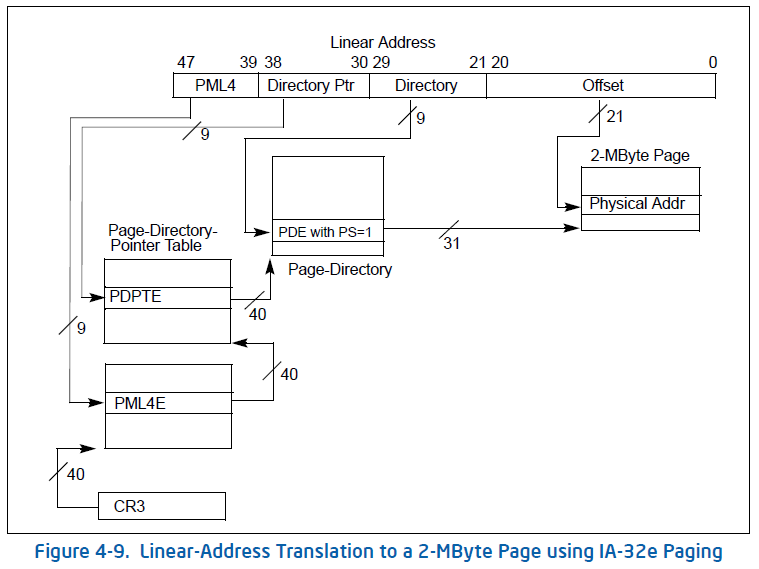 Linear Address
47 39 38 30 29 21 20 0
PML4 Directory Ptr Directory Offset
9 9 21
2-MByte Page
Physical Addr
PDE with PS=1
31
Page-Directory-
Pointer Table
Page-Directory
PDPTE
40
9
40
PML4E
40
CR3
Figure 4-9. Linear-Address Translation to a 2-MByte Page using IA-32e Paging